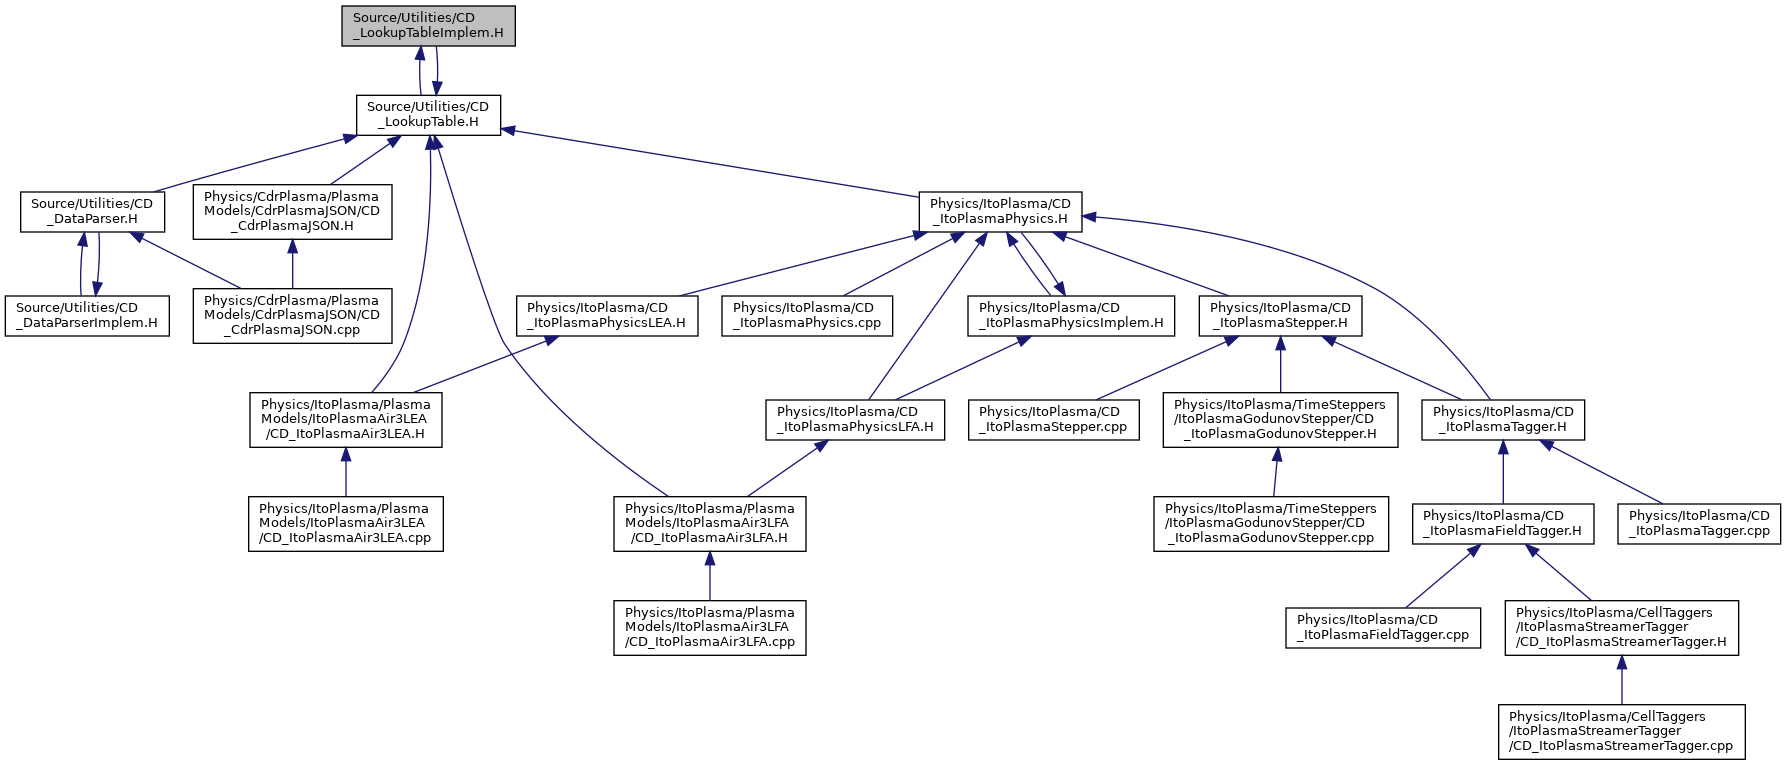 Source/Utilities/CD
_LookupTableImplem.H
Source/Utilities/CD
_LookupTable.H
Source/Utilities/CD
_DataParser.H
Physics/CdrPlasma/Plasma
Models/CdrPlasmaJSON/CD
_CdrPlasmaJSON.H
Physics/ItoPlasma/CD
_ItoPlasmaPhysics.H
Source/Utilities/CD
_DataParserImplem.H
Physics/CdrPlasma/Plasma
Models/CdrPlasmaJSON/CD
_CdrPlasmaJSON.cpp
Physics/ItoPlasma/CD
_ItoPlasmaPhysicsLEA.H
Physics/ItoPlasma/CD
_ItoPlasmaPhysics.cpp
Physics/ItoPlasma/CD
_ItoPlasmaPhysicsImplem.H
Physics/ItoPlasma/CD
_ItoPlasmaStepper.H
Physics/ItoPlasma/Plasma
Models/ItoPlasmaAir3LEA
/CD_ItoPlasmaAir3LEA.H
Physics/ItoPlasma/CD
_ItoPlasmaPhysicsLFA.H
Physics/ItoPlasma/CD
_ItoPlasmaStepper.cpp
Physics/ItoPlasma/TimeSteppers
/ItoPlasmaGodunovStepper/CD
_ItoPlasmaGodunovStepper.H
Physics/ItoPlasma/CD
_ItoPlasmaTagger.H
Physics/ItoPlasma/Plasma
Models/ItoPlasmaAir3LEA
/CD_ItoPlasmaAir3LEA.cpp
Physics/ItoPlasma/Plasma
Models/ItoPlasmaAir3LFA
/CD_ItoPlasmaAir3LFA.H
Physics/ItoPlasma/TimeSteppers
/ItoPlasmaGodunovStepper/CD
_ItoPlasmaGodunovStepper.cpp
Physics/ItoPlasma/CD
_ItoPlasmaFieldTagger.H
Physics/ItoPlasma/CD
_ItoPlasmaTagger.cpp
Physics/ItoPlasma/Plasma
Models/ItoPlasmaAir3LFA
/CD_ItoPlasmaAir3LFA.cpp
Physics/ItoPlasma/CD
_ItoPlasmaFieldTagger.cpp
Physics/ItoPlasma/CellTaggers
/ItoPlasmaStreamerTagger
/CD_ItoPlasmaStreamerTagger.H
Physics/ItoPlasma/CellTaggers
/ItoPlasmaStreamerTagger
/CD_ItoPlasmaStreamerTagger.cpp